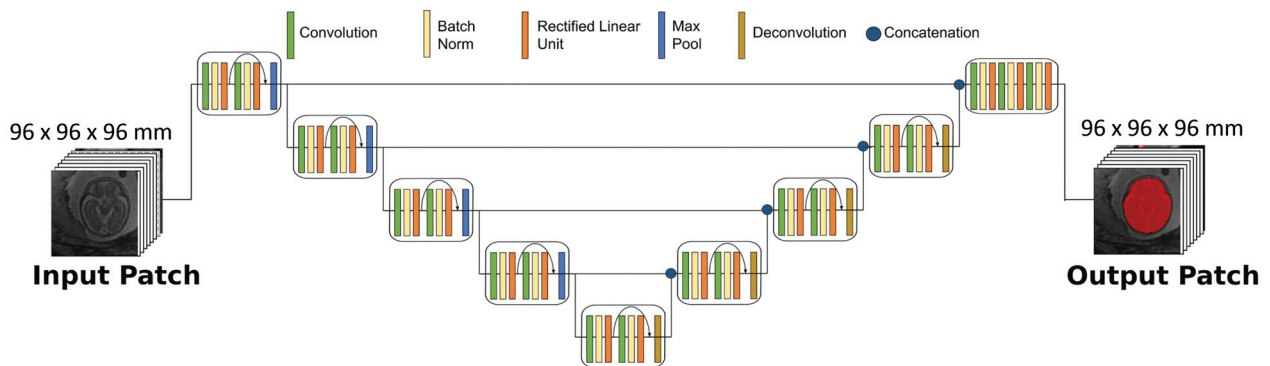 Convolution
Batch
Norm
Rectified Linear
Unit
Max
Pool
Deconvolution
Concatenation
96 x 96 x 96 mm
Input Patch
96 x 96 x 96 mm
Output Patch